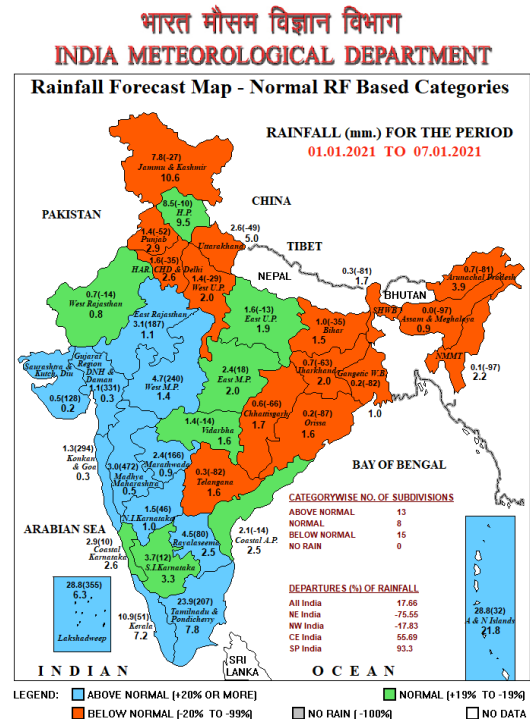 भारत मौसम विज्ञान विभाग
INDIA METEOROLOGICAL DEPARTMENT
Rainfall Forecast Map - Normal RF Based Categories
RAINFALL (mm.) FOR THE PERIOD
01.01.2021 TO 07.01.2021
7.8(-27)
Jammu & Kashmir
10.6
8.5(-10)
H.P.
9.5
CHINA
PAKISTAN
1.4(-52)
Punjab
2.9
2.6(-49)
Uttarakhand
5.0
TIBET
1.6(-35)
HAR. CHD & Delhi
2.6
1.4(-29)
West U.P.
2.0
NEPAL
0.3(-81)
1.7
SHWB
BHUTAN
0.7(-81)
Arunachal Pradesh
3.9
0.0(-97)
Assam & Meghalaya
0.9
NMMT
0.1(-97)
2.2
0.7(-14)
West Rajasthan
0.8
East Rajasthan
3.1(187)
1.1
1.6(-13)
East U.P.
1.9
1.0(-35)
Bihar
1.5
0.7(-63)
Jharkhand
2.0
Gangetic W.B.
0.2(-82)
1.0
Saurashtra &
Kutch, Diu
0.5(128)
0.2
Gujarat
Region
DNH &
Daman
1.1(331)
0.3
4.7(240)
West M.P.
1.4
2.4(18)
East M.P.
2.0
0.6(-66)
Chhattisgarh
1.7
0.2(-87)
Orissa
1.6
1.4(-14)
Vidarbha
1.6
1.3(294)
Konkan
& Goa
0.3
3.0(472)
Madhya
Maharashtra
0.5
2.4(166)
Marathwada
0.9
0.3(-82)
Telangana
1.6
BAY OF BENGAL
ARABIAN SEA
1.5(46)
N.I.Karnataka
1.0
2.9(10)
Coastal
Karnataka
2.6
4.5(80)
Rayalaseema
2.5
2.1(-14)
Coastal A.P.
2.5
3.7(12)
S.I.Karnataka
3.3
23.9(207)
Tamilnadu &
Pondicherry
7.8
10.9(51)
Kerala
7.2
28.8(355)
6.3
Lakshadweep
28.8(32)
A & N Islands
21.8
CATEGORYWISE NO. OF SUBDIVISIONS
ABOVE NORMAL 13
NORMAL 8
BELOW NORMAL 15
NO RAIN 0
DEPARTURES (%) OF RAINFALL
All India 17.66
NE India -75.55
NW India -17.83
CE India 55.69
SP India 93.3
SRI
LANKA
INDIAN OCEAN
LEGEND: ABOVE NORMAL (+20% OR MORE) NORMAL (+19% TO -19%)
BELOW NORMAL (-20% TO -99%) NO RAIN (-100%) NO DATA